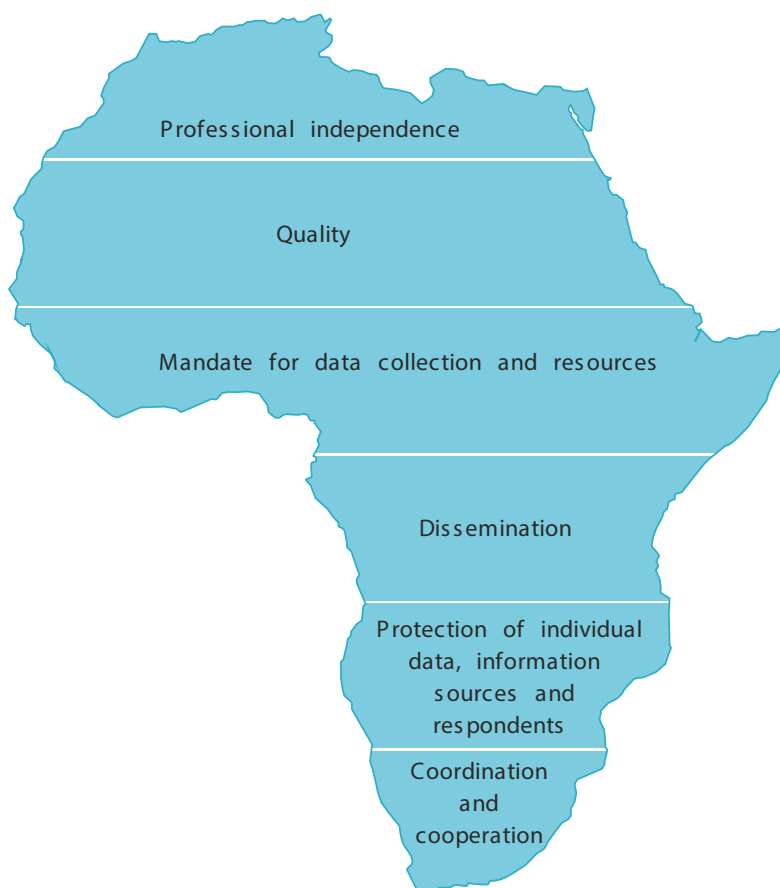 Professional independence
Quality
Mandate for data collection and resources
Dissemination
Protection of individual
data, information
sources and
respondents
Coordination
and
cooperation